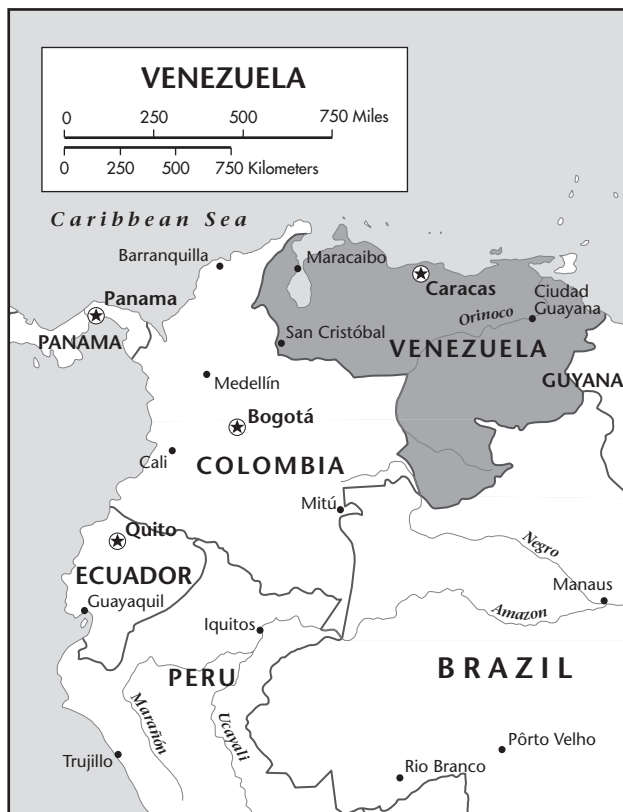 VENEZUELA
0 250 500 750 Miles
0 250 500 750 Kilometers
Caribbean Sea
Barranquilla
Maracaibo
Caracas
Ciudad
Guayana
Orinoco
Panama
PANAMA
San Cristóbal
VENEZUELA
GUYANA
Medellín
Bogotá
Cali
COLOMBIA
Mitú
Quito
Negro
ECUADOR
Manaus
Guayaquil
Amazon
Iquitos
PERU
BRAZIL
Marañón
Ucayali
Trujillo
Pôrto Velho
Rio Branco